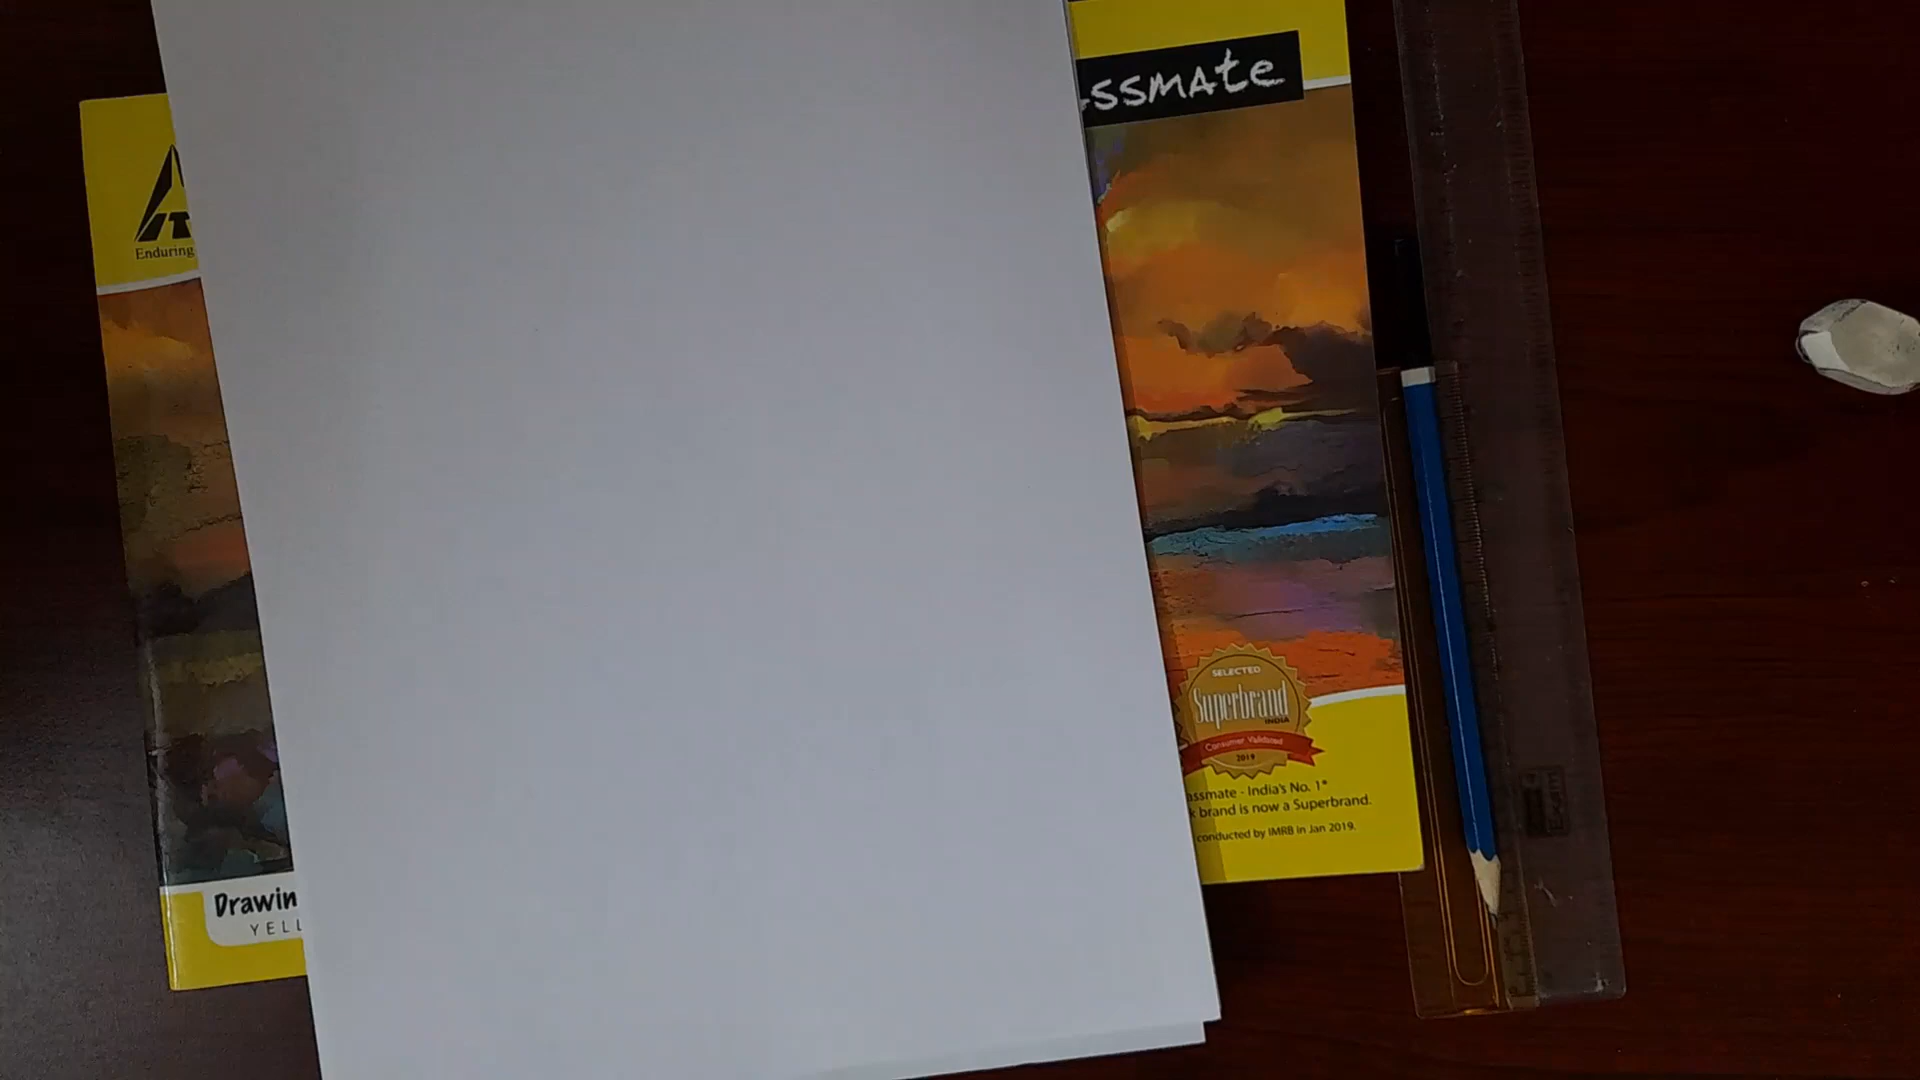 ssmate
IT
Enduring
SELECTED
Superbrand
INDIA
Consumer Validated
2019
assmate - India's No. 1*
k brand is now a Superbrand.
conducted by IMRB in Jan 2019.
Drawin
YELL